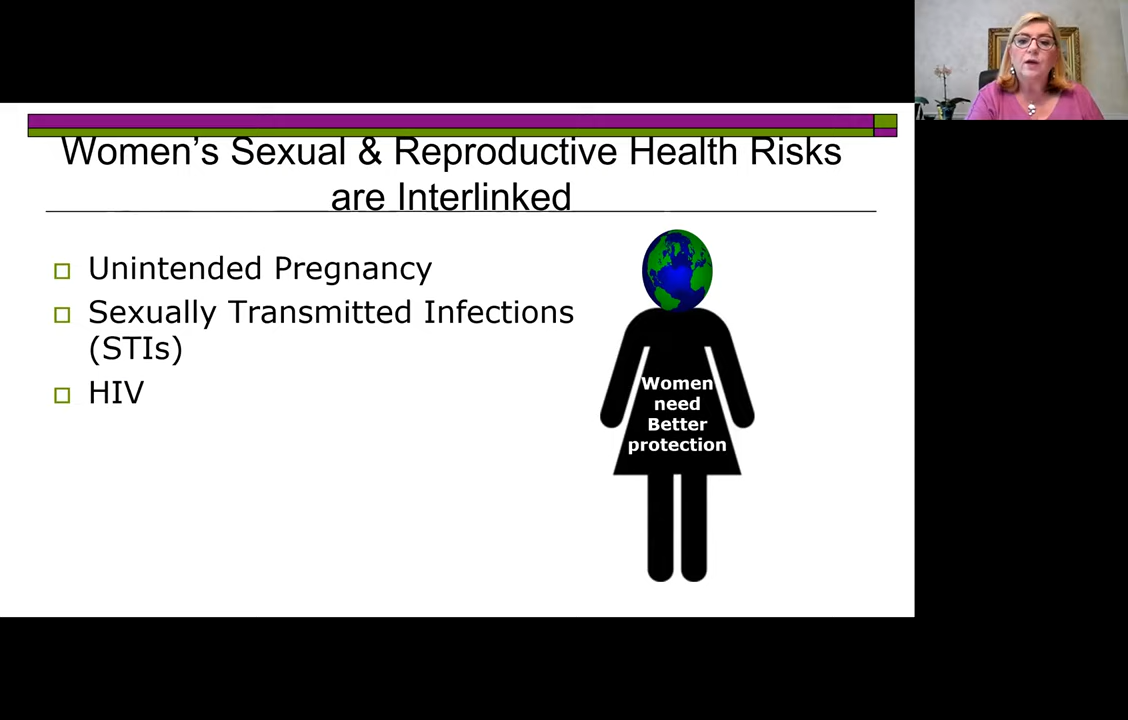 Women's Sexual & Reproductive Health Risks
are Interlinked
Unintended Pregnancy
Sexually Transmitted Infections
(STIs)
HIV
Women
need
Better
protection